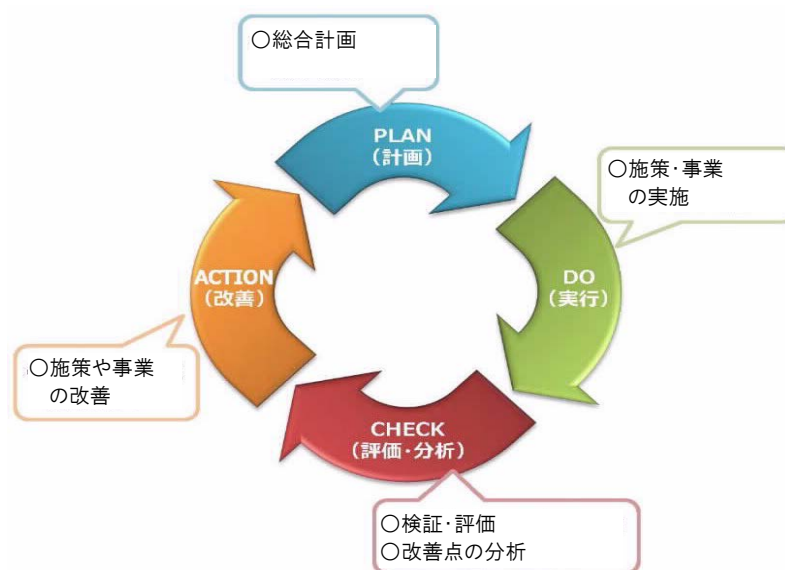 ○総合計画
PLAN
(計画)
○施策・事業
の実施
DO
(実行)
ACTION
(改善)
○施策や事業
の改善
CHECK
(評価・分析)
○検証・評価
○改善点の分析